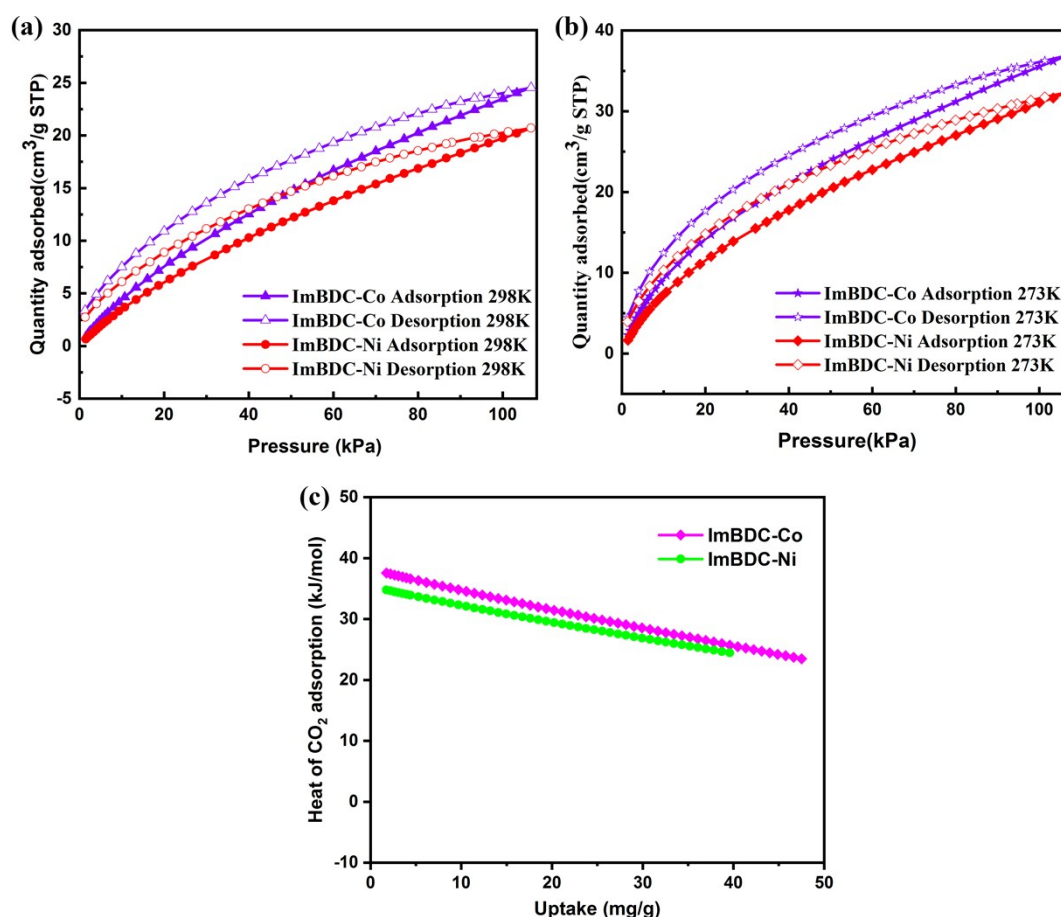 (a)
30
25
20
15
10
5
0
-5
Quantity adsorbed(cm³/g STP)
ImBDC-Co Adsorption 298K
ImBDC-Co Desorption 298K
ImBDC-Ni Adsorption 298K
ImBDC-Ni Desorption 298K
0 20 40 60 80 100
Pressure (kPa)
(b)
40
30
20
10
0
Quantity adsorbed(cm³/g STP)
ImBDC-Co Adsorption 273K
ImBDC-Co Desorption 273K
ImBDC-Ni Adsorption 273K
ImBDC-Ni Desorption 273K
0 20 40 60 80 100
Pressure(kPa)
(c)
50
40
30
20
10
0
-10
Heat of CO₂ adsorption (kJ/mol)
ImBDC-Co
ImBDC-Ni
0 10 20 30 40 50
Uptake (mg/g)